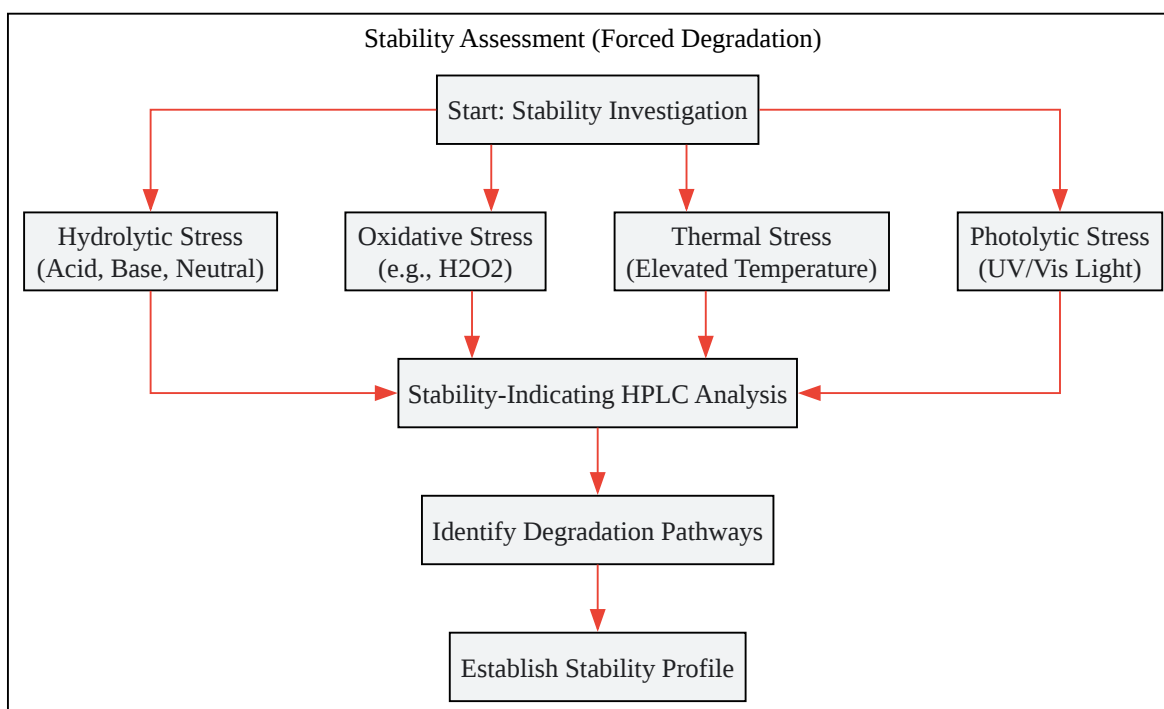 Stability Assessment (Forced Degradation)
Start: Stability Investigation
Hydrolytic Stress
(Acid, Base, Neutral)
Oxidative Stress
(e.g., H2O2)
Thermal Stress
(Elevated Temperature)
Photolytic Stress
(UV/Vis Light)
Stability-Indicating HPLC Analysis
Identify Degradation Pathways
Establish Stability Profile